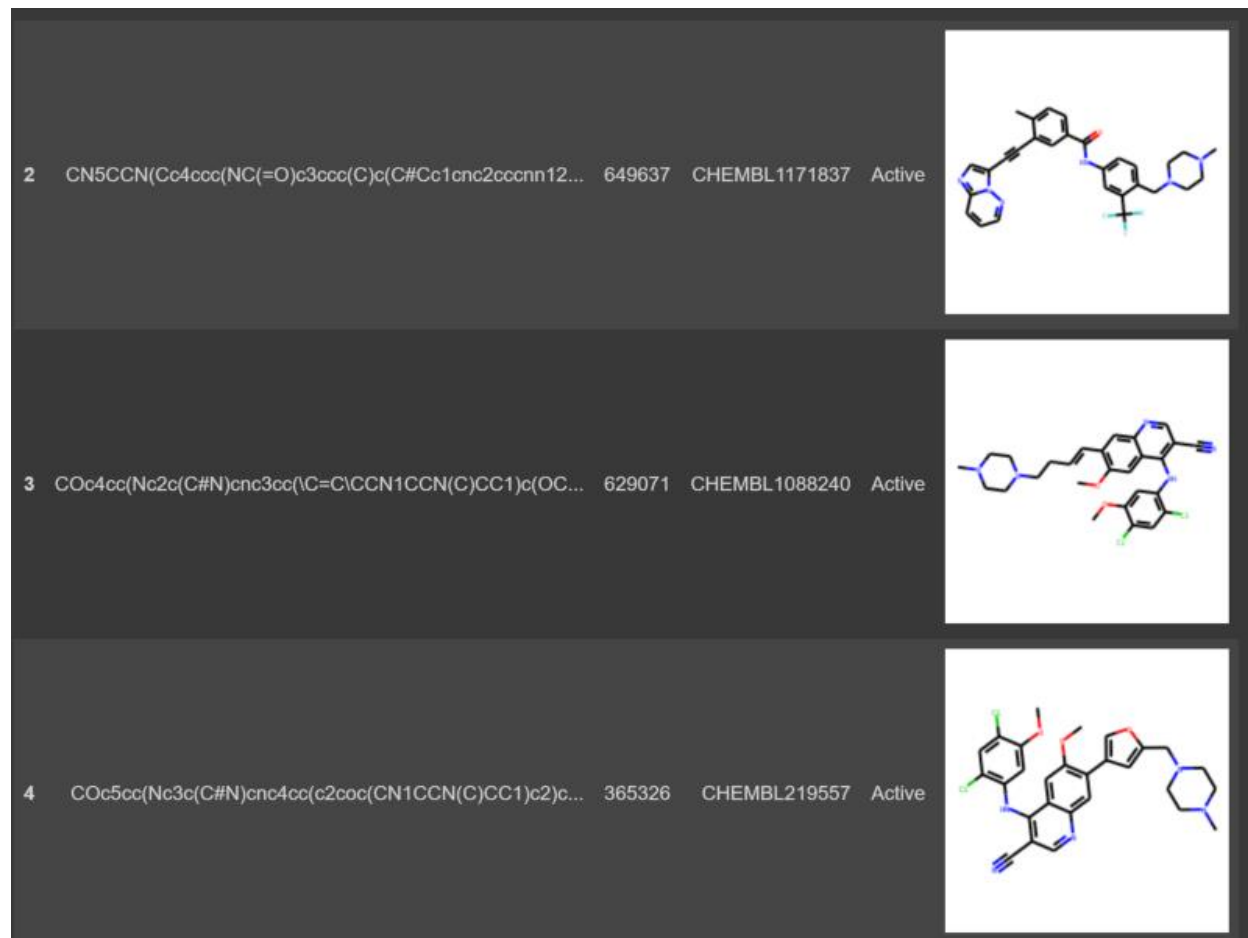 2 CN5CCN(Cc4ccc(NC(=O)c3ccc(C)c(C#Cc1cnc2cccnn12... 649637 CHEMBL1171837 Active
3 COc4cc(Nc2c(C#N)cnc3cc(\C=C\CCN1CCN(C)CC1)c(OC... 629071 CHEMBL1088240 Active
4 COc5cc(Nc3c(C#N)cnc4cc(c2coc(CN1CCN(C)CC1)c2)c... 365326 CHEMBL219557 Active